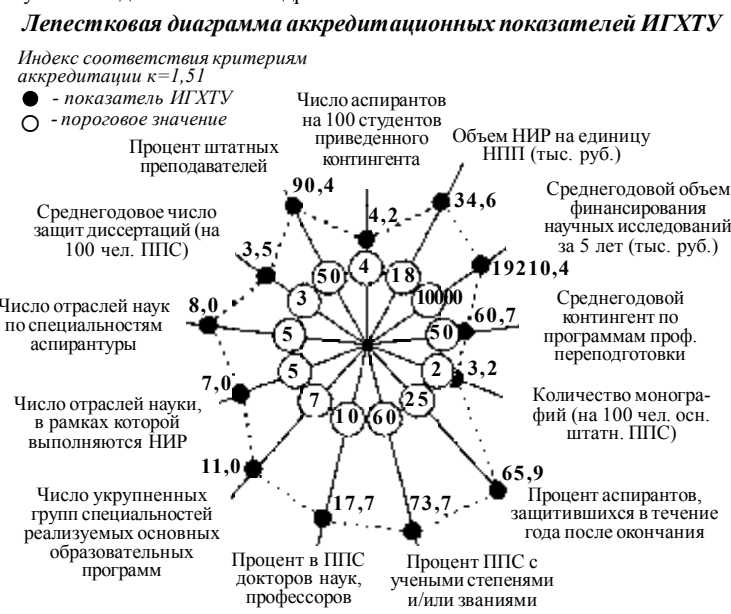 Лепестковая диаграмма аккредитационных показателей ИГХТУ
Индекс соответствия критериям
аккредитации к=1,51
- показатель ИГХТУ
- пороговое значение
Число аспирантов
на 100 студентов
приведенного
контингента
4,2
4
Объем НИР на единицу
НПП (тыс. руб.)
34,6
18
Среднегодовой объем
финансирования
научных исследований
за 5 лет (тыс. руб.)
19210,4
10000
Среднегодовой
контингент по
программам проф.
переподготовки
60,7
50
Количество моногра-
фий (на 100 чел. осн.
штатн. ППС)
3,2
2
Процент аспирантов,
защитившихся в течение
года после окончания
65,9
25
Процент ППС с
учеными степенями
и/или званиями
73,7
60
Процент в ППС
докторов наук,
профессоров
17,7
10
Число укрупненных
групп специальностей
реализуемых основных
образовательных
программ
11,0
7
Число отраслей науки,
в рамках которой
выполняются НИР
7,0
5
Число отраслей наук
по специальностям
аспирантуры
8,0
5
Среднегодовое число
защит диссертаций (на
100 чел. ППС)
3,5
3
Процент штатных
преподавателей
90,4
50